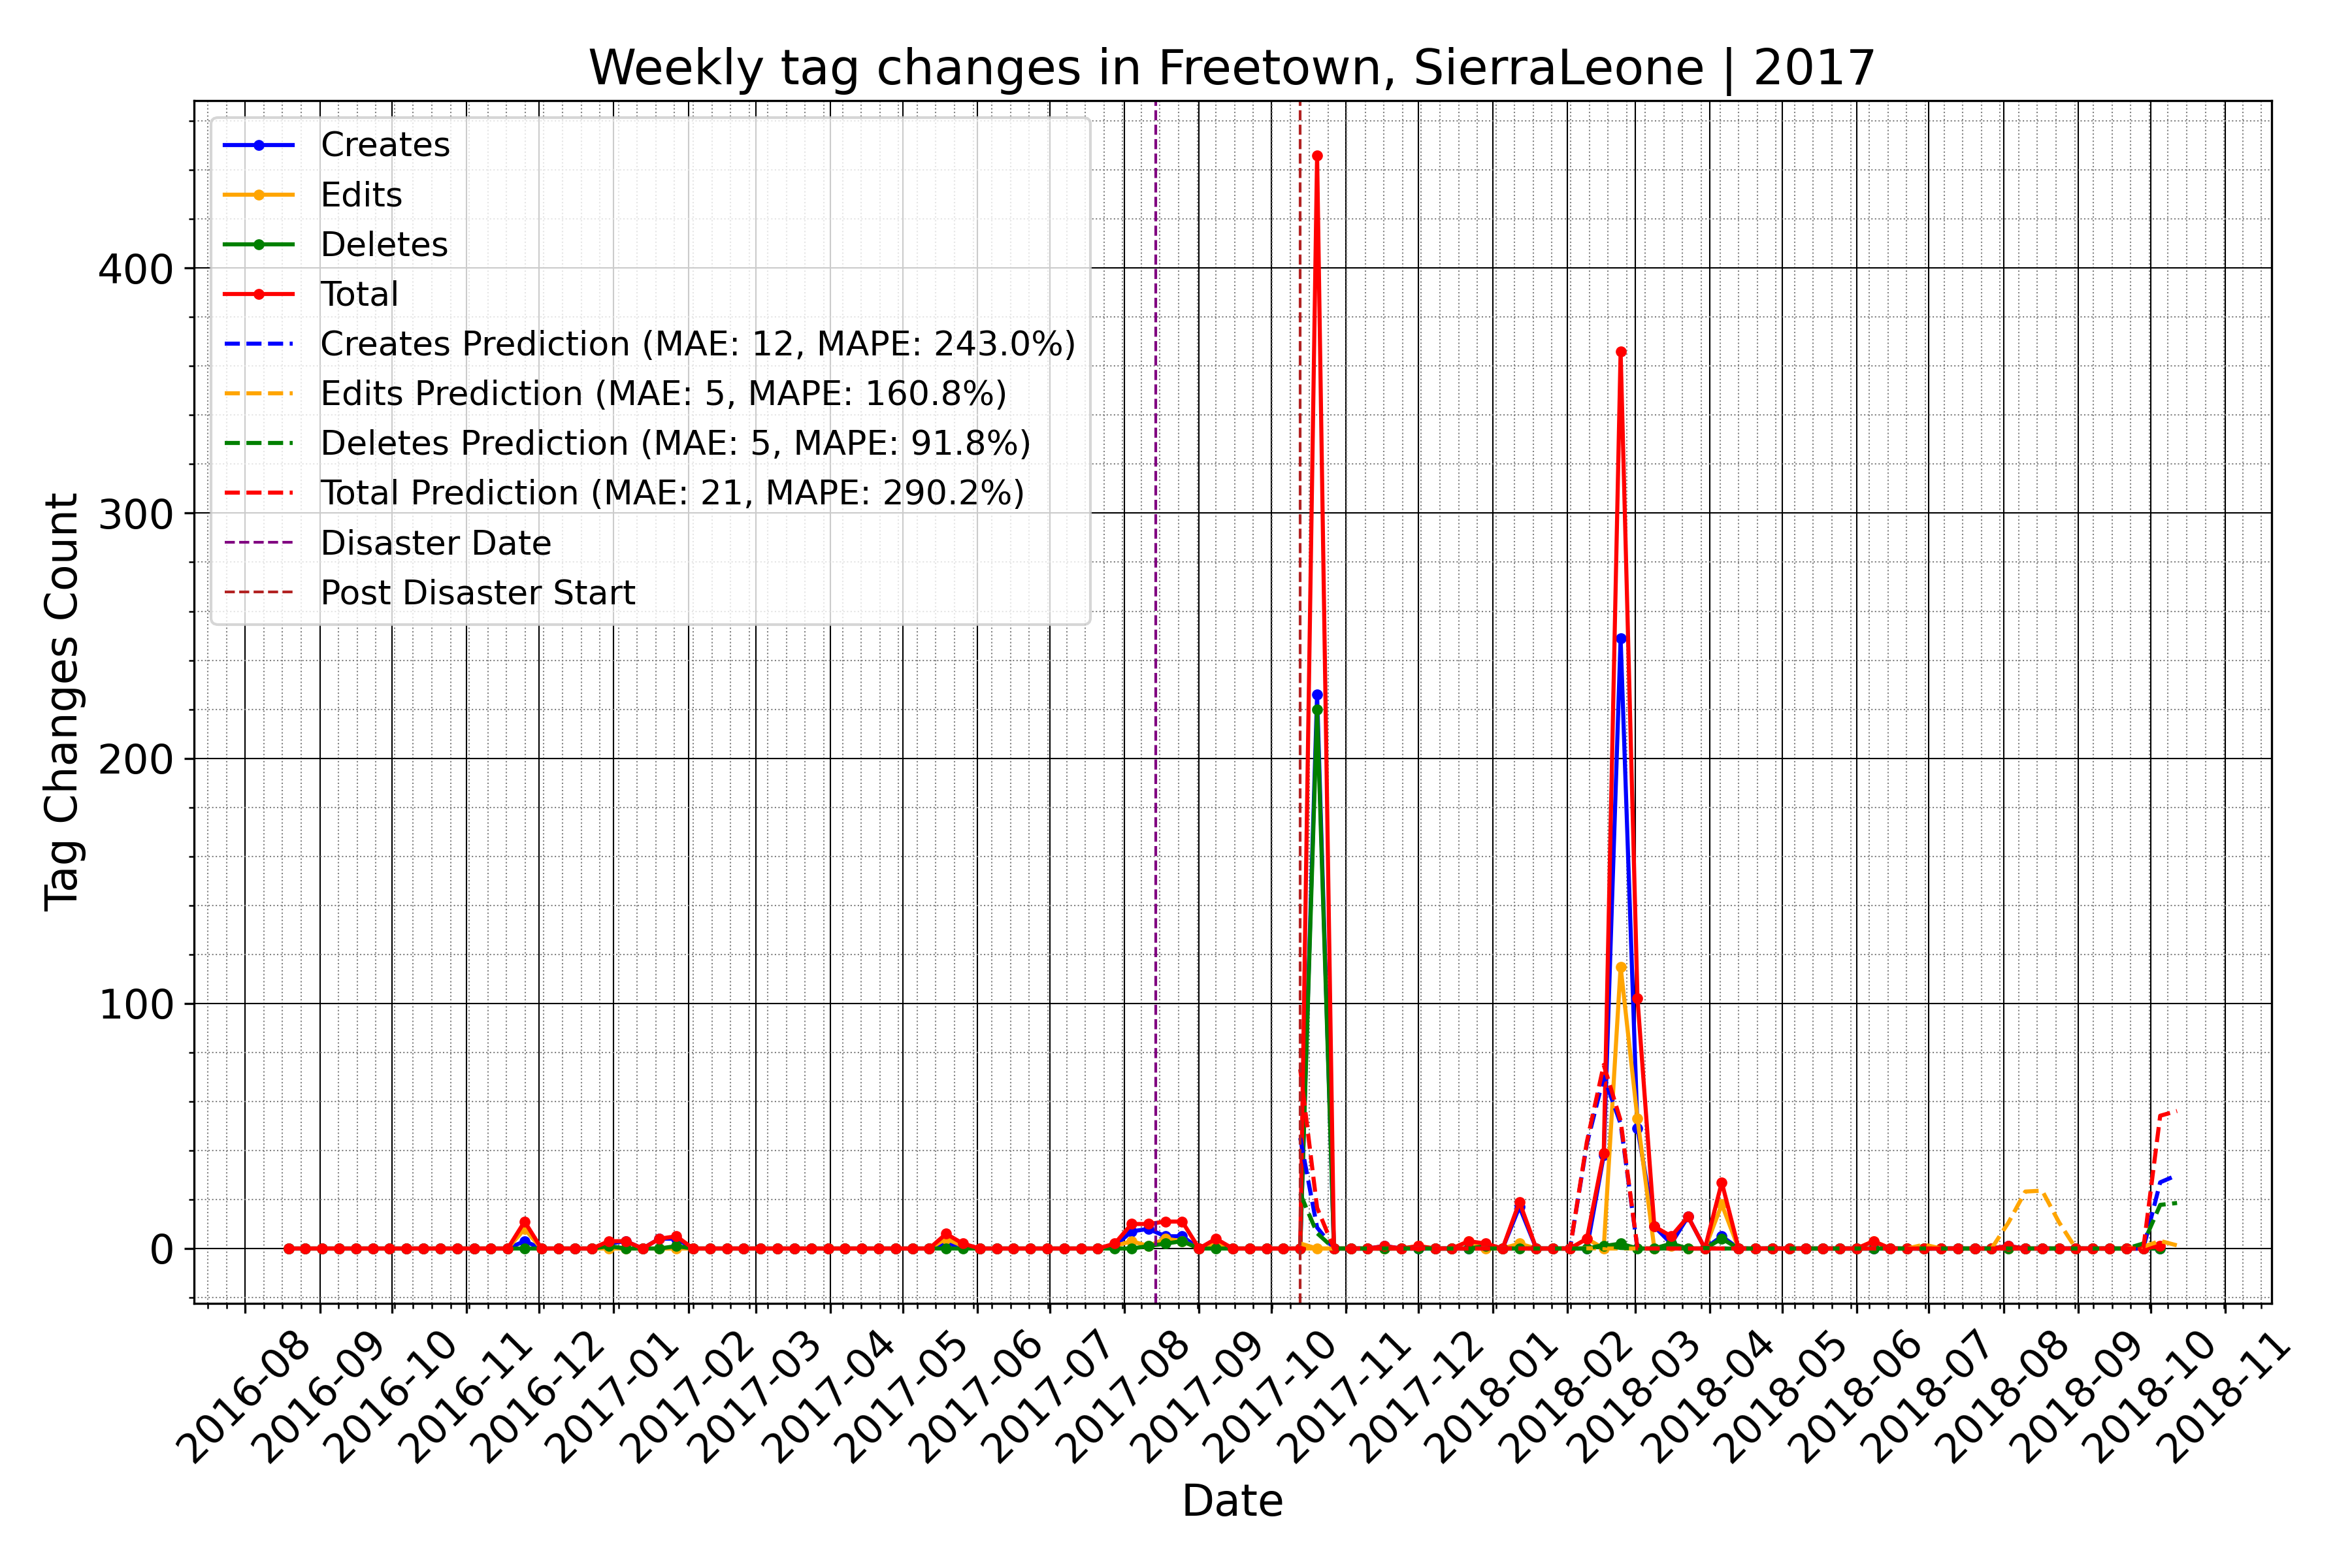 Weekly tag changes in Freetown, SierraLeone | 2017
Creates
Edits
Deletes
Total
Creates Prediction (MAE: 12, MAPE: 243.0%)
Edits Prediction (MAE: 5, MAPE: 160.8%)
Deletes Prediction (MAE: 5, MAPE: 91.8%)
Total Prediction (MAE: 21, MAPE: 290.2%)
Disaster Date
Post Disaster Start
Tag Changes Count
400
300
200
100
0
2016-08
2016-09
2016-10
2016-11
2016-12
2017-01
2017-02
2017-03
2017-04
2017-05
2017-06
2017-07
2017-08
2017-09
2017-10
2017-11
2017-12
2018-01
2018-02
2018-03
2018-04
2018-05
2018-06
2018-07
2018-08
2018-09
2018-10
2018-11
Date